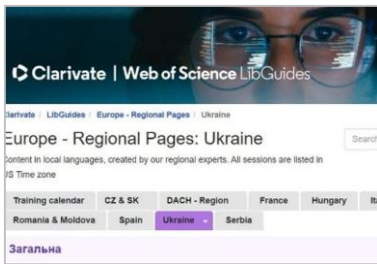 Clarivate | Web of Science LibGuides
Clarivate / LibGuides / Europe - Regional Pages / Ukraine
Europe - Regional Pages: Ukraine
Search
Content in local languages, created by our regional experts. All sessions are listed in
US Time zone
Training calendar CZ & SK DACH - Region France Hungary Ita
Romania & Moldova Spain Ukraine Serbia
Загальна